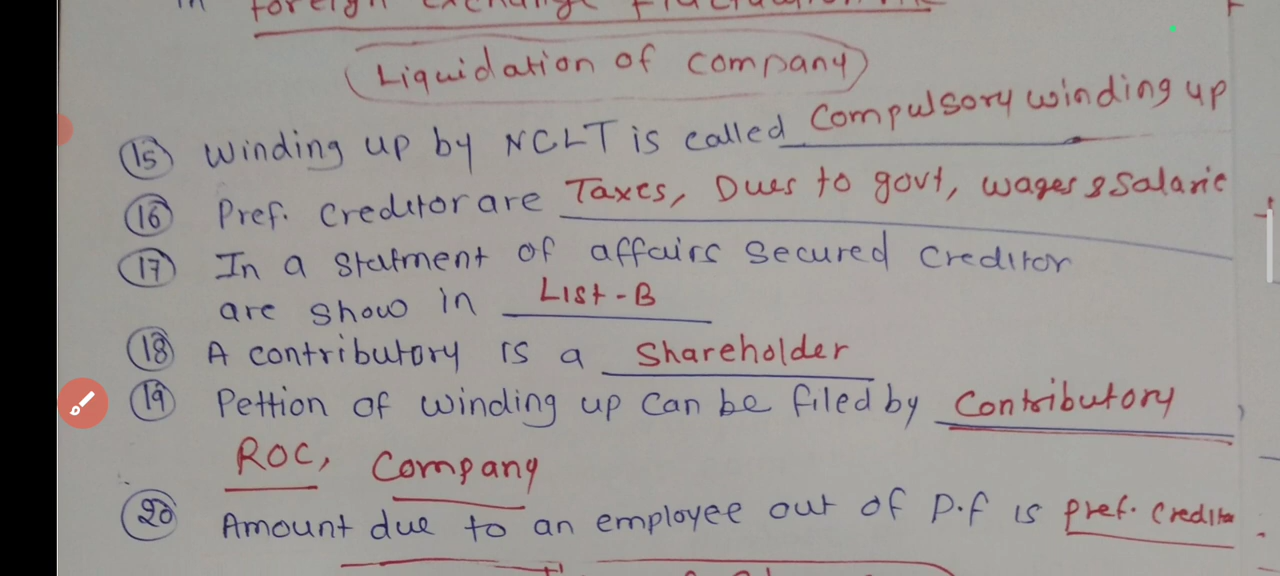 in foreign exchange
Liquidation of company
15 Winding up by NCLT is called Compulsory winding up
16 Pref. Creditor are Taxes, Dues to govt, wages & Salarie
17 In a Statment of affairs Secured Creditor
are show in List-B
18 A contributory is a Shareholder
19 Pettion of winding up can be filed by Contributory,
ROC, Company
20 Amount due to an employee out of P.f is pref. Credito